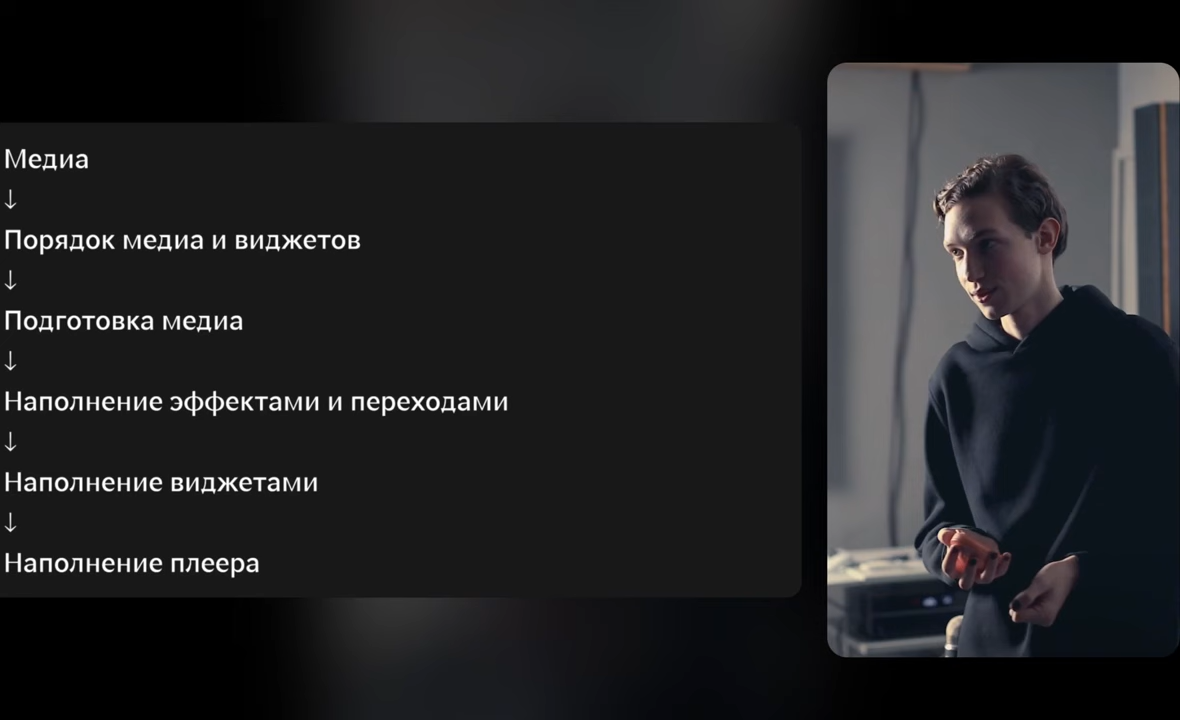 Медиа
↓
Порядок медиа и виджетов
↓
Подготовка медиа
↓
Наполнение эффектами и переходами
↓
Наполнение виджетами
↓
Наполнение плеера